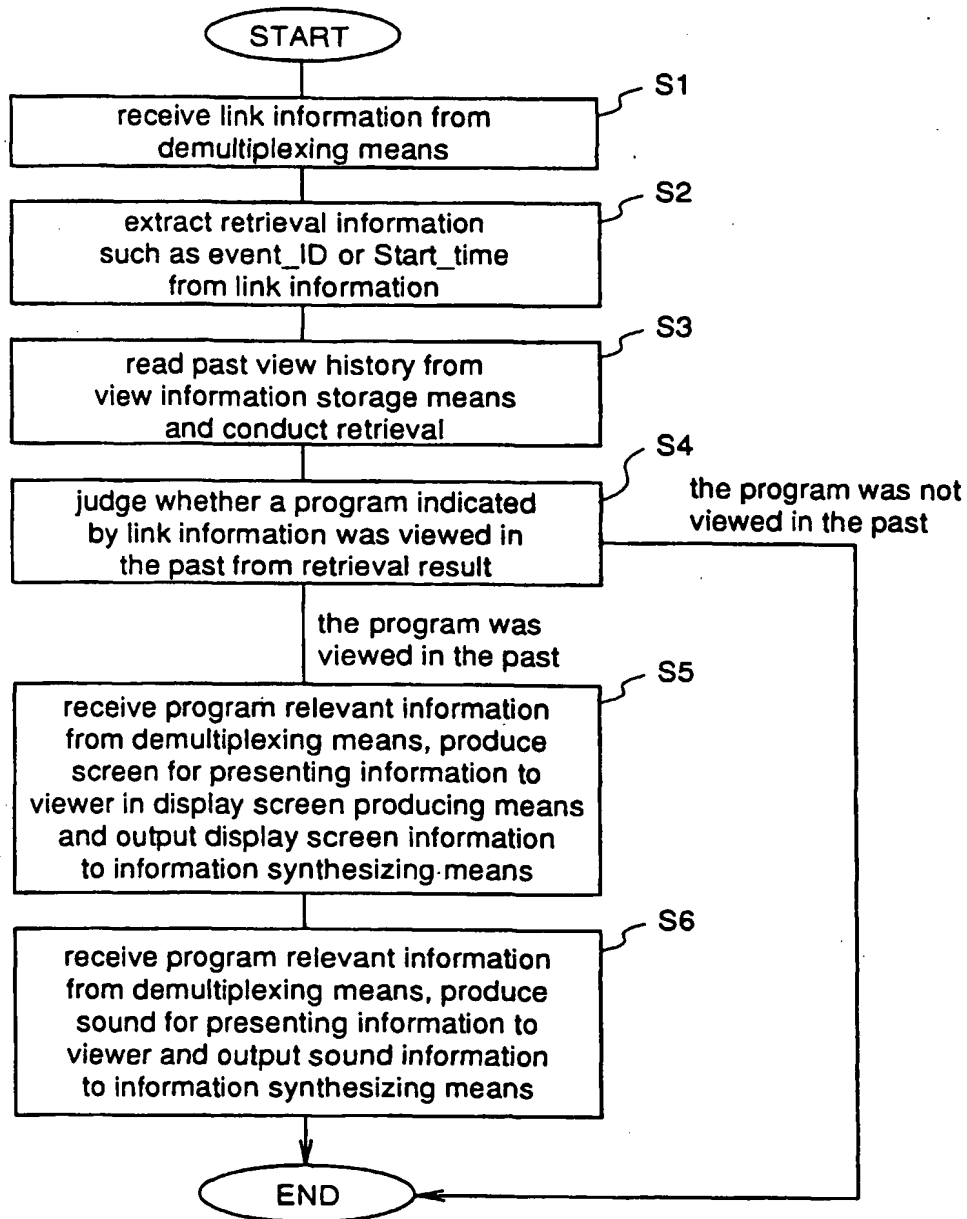 START
S1
receive link information from
demultiplexing means
S2
extract retrieval information
such as event_ID or Start_time
from link information
S3
read past view history from
view information storage means
and conduct retrieval
S4
judge whether a program indicated
by link information was viewed in
the past from retrieval result
the program was not
viewed in the past
the program was
viewed in the past
S5
receive program relevant information
from demultiplexing means, produce
screen for presenting information to
viewer in display screen producing means
and output display screen information
to information synthesizing means
S6
receive program relevant information
from demultiplexing means, produce
sound for presenting information to
viewer and output sound information
to information synthesizing means
END